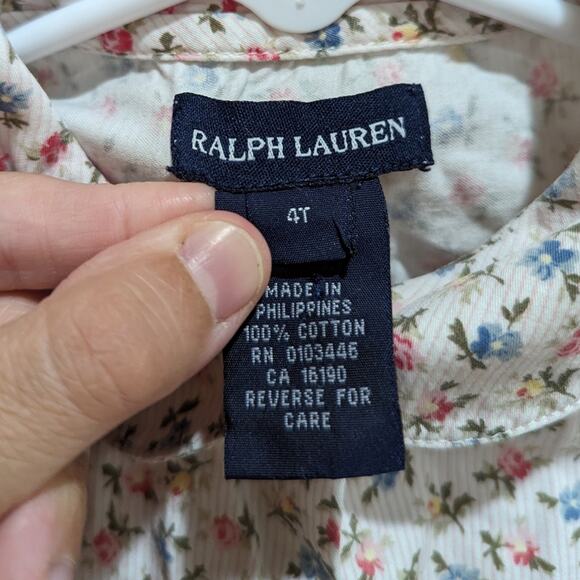 RALPH LAUREN
4T
MADE IN
PHILIPPINES
100% COTTON
RN 0103446
CA 16190
REVERSE FOR
CARE